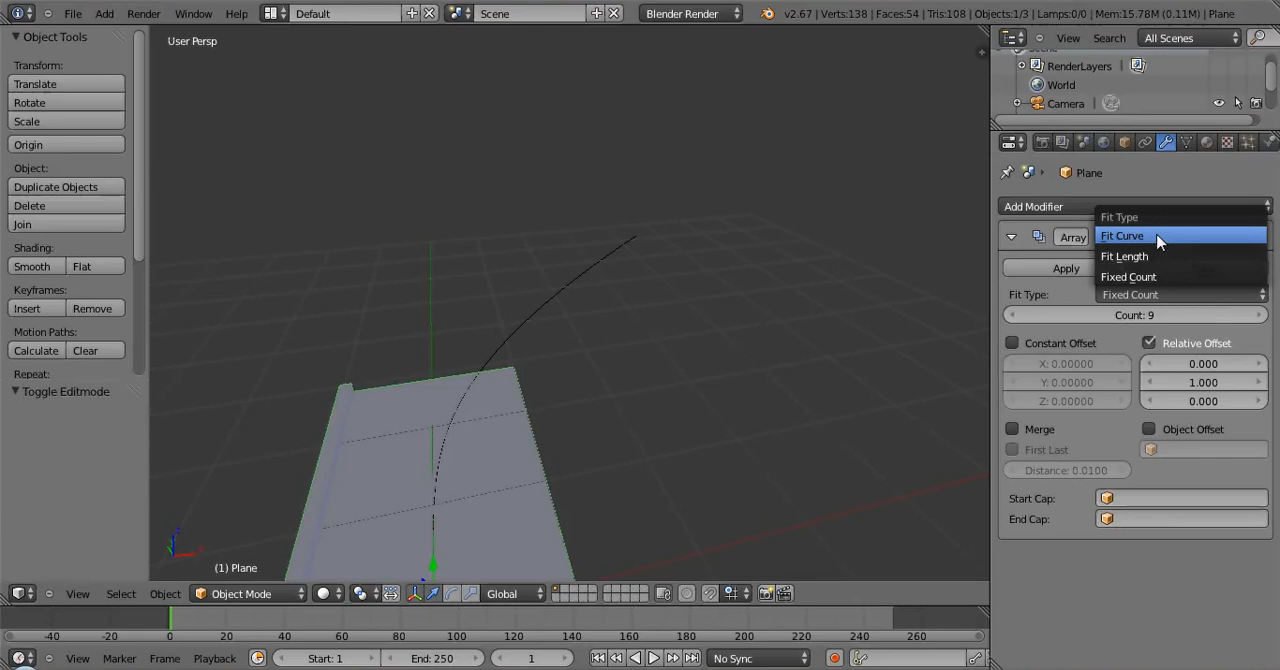 File Add Render Window Help Default Scene Blender Render v2.67 | Verts:138 | Faces:54 | Tris:108 | Objects:1/3 | Lamps:0/0 | Mem:15.78M (0.11M) | Plane
Object Tools
Transform:
Translate
Rotate
Scale
Origin
Object:
Duplicate Objects
Delete
Join
Shading:
Smooth Flat
Keyframes:
Insert Remove
Motion Paths:
Calculate Clear
Repeat:
Toggle Editmode
User Persp
(1) Plane
View Select Object Object Mode Global
-40 -20 0 20 40 60 80 100 120 140 160 180 200 220 240 260
View Marker Frame Playback Start: 1 End: 250 1 No Sync
View Search All Scenes
RenderLayers
World
Camera
Plane
Add Modifier
Fit Type
Array
Fit Curve
Fit Length
Apply
Fixed Count
Fit Type: Fixed Count
Count: 9
Constant Offset Relative Offset
X: 0.00000 0.000
Y: 0.00000 1.000
Z: 0.00000 0.000
Merge Object Offset
First Last
Distance: 0.0100
Start Cap:
End Cap: